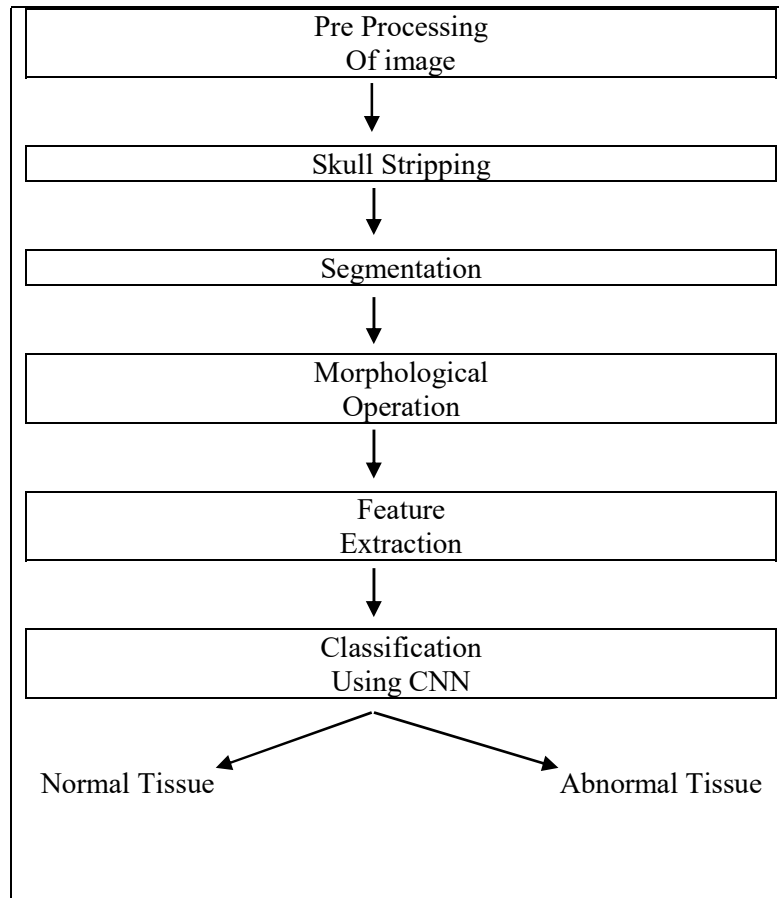 Pre Processing
Of image
Skull Stripping
Segmentation
Morphological
Operation
Feature
Extraction
Classification
Using CNN
Normal Tissue
Abnormal Tissue